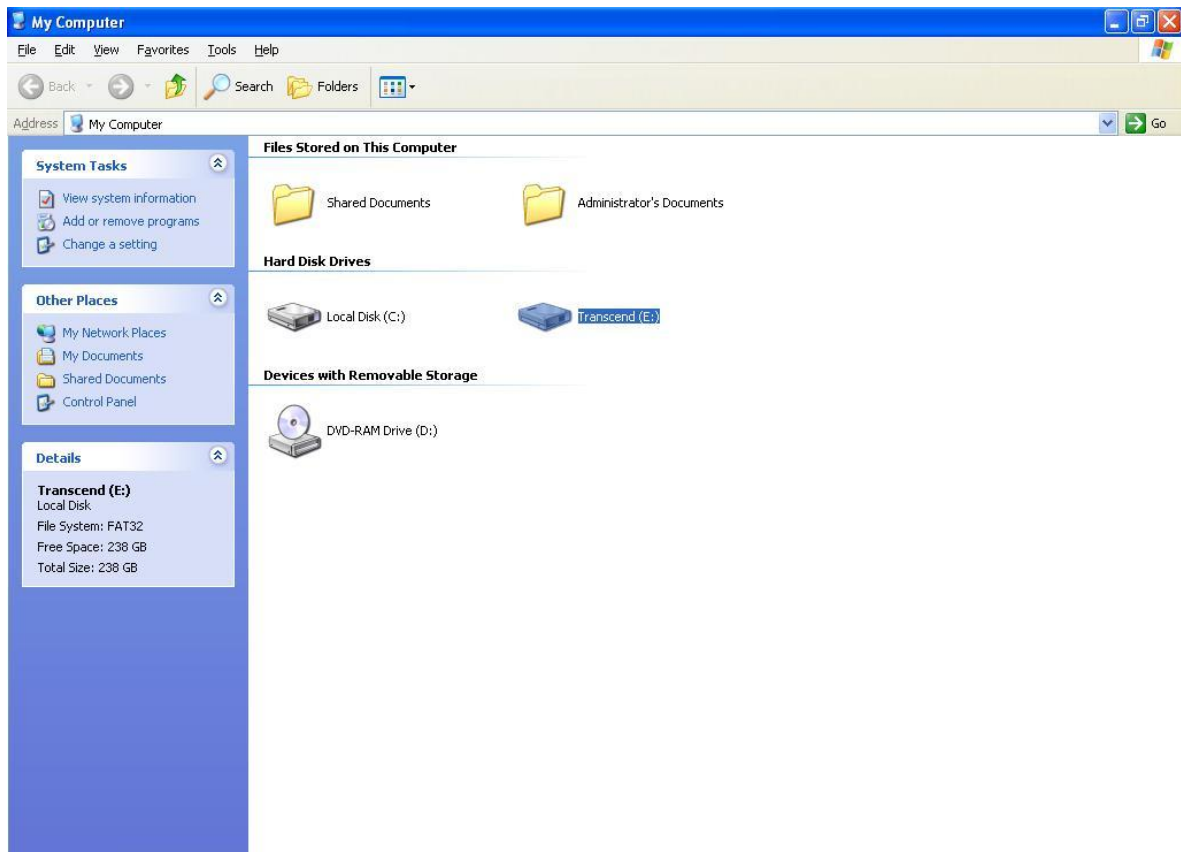 My Computer
File Edit View Favorites Tools Help
Back Search Folders
Address My Computer Go
System Tasks
View system information
Add or remove programs
Change a setting
Other Places
My Network Places
My Documents
Shared Documents
Control Panel
Details
Transcend (E:)
Local Disk
File System: FAT32
Free Space: 238 GB
Total Size: 238 GB
Files Stored on This Computer
Shared Documents Administrator's Documents
Hard Disk Drives
Local Disk (C:) Transcend (E:)
Devices with Removable Storage
DVD-RAM Drive (D:)